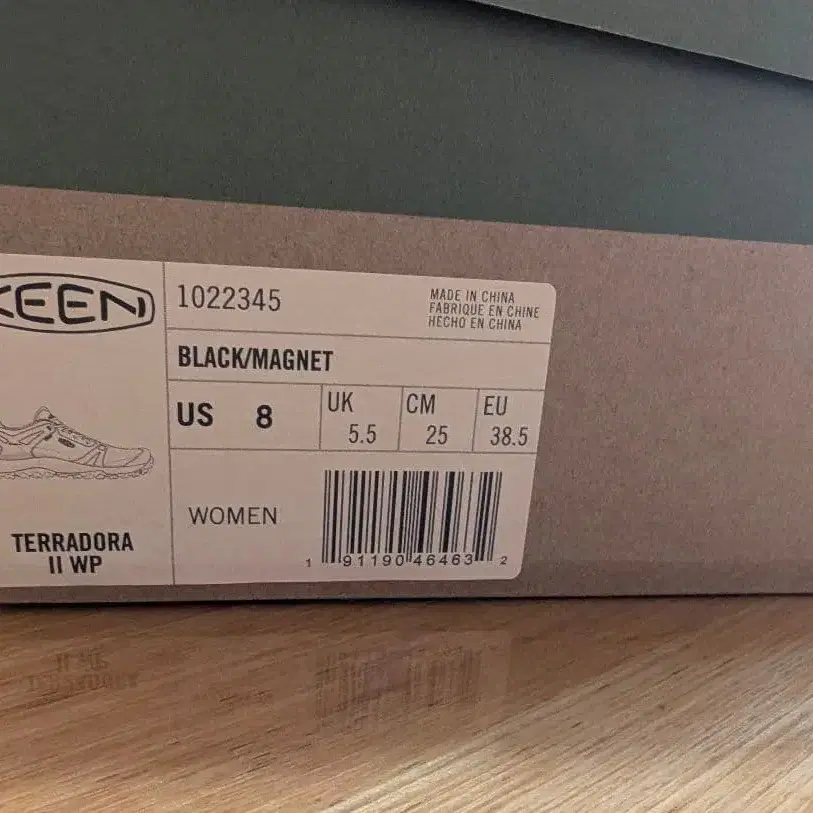 KEEN
1022345
MADE IN CHINA
FABRIQUE EN CHINE
HECHO EN CHINA
BLACK/MAGNET
US 8
UK 5.5
CM 25
EU 38.5
WOMEN
TERRADORA
II WP
1 91190 46463 2